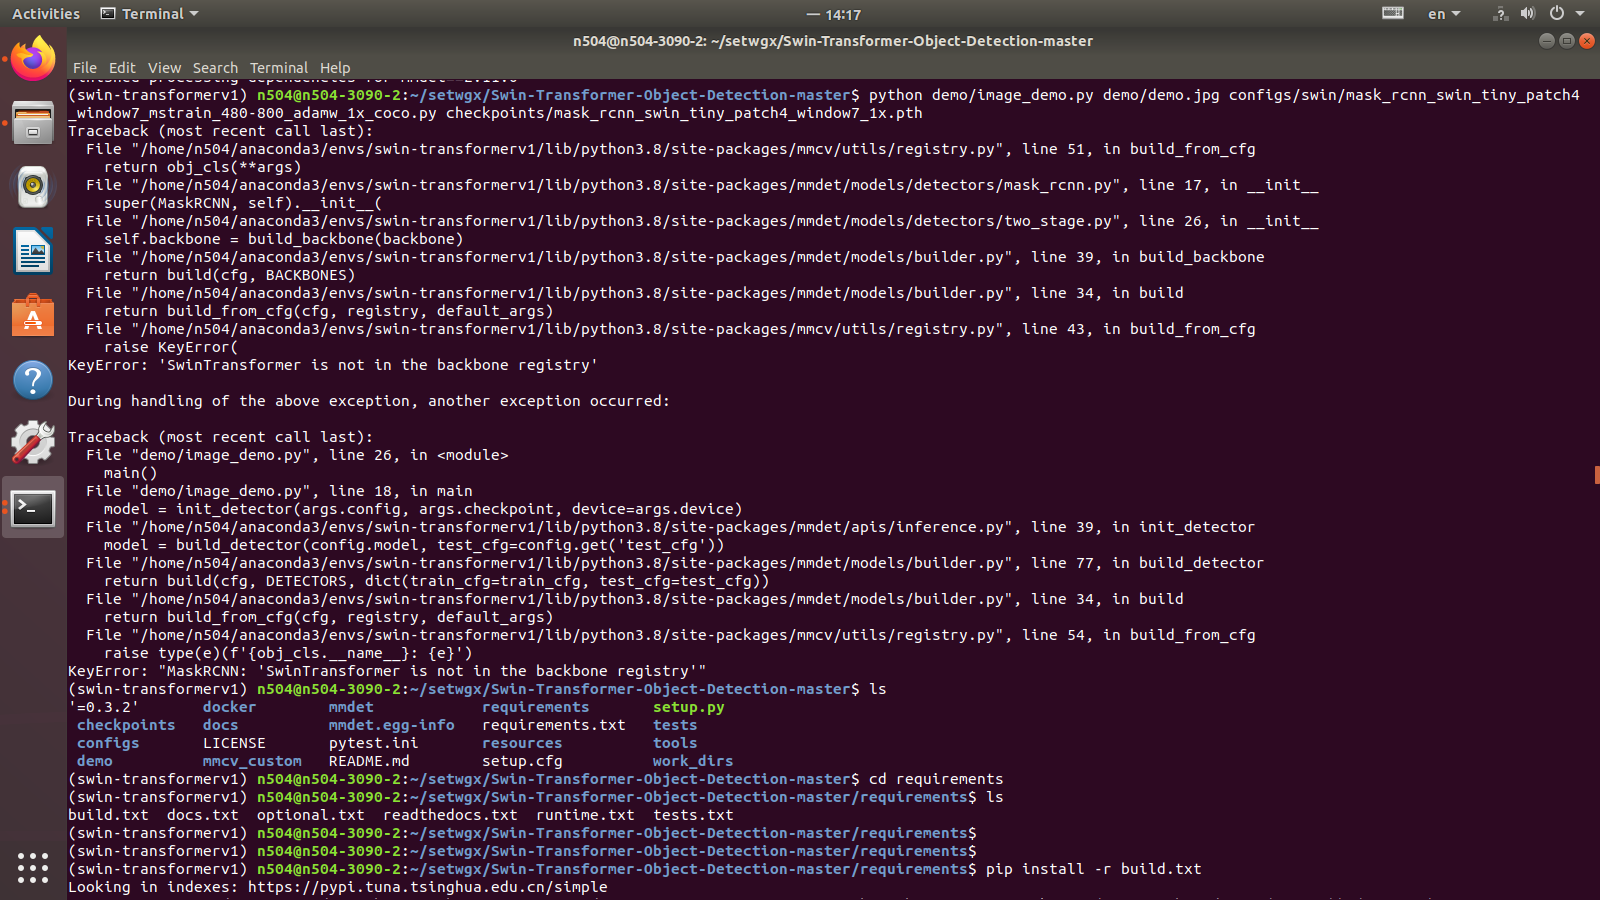 Activities Terminal — 14:17 en
n504@n504-3090-2: ~/setwgx/Swin-Transformer-Object-Detection-master
File Edit View Search Terminal Help
(swin-transformerv1) n504@n504-3090-2:~/setwgx/Swin-Transformer-Object-Detection-master$ python demo/image_demo.py demo/demo.jpg configs/swin/mask_rcnn_swin_tiny_patch4
_window7_mstrain_480-800_adamw_1x_coco.py checkpoints/mask_rcnn_swin_tiny_patch4_window7_1x.pth
Traceback (most recent call last):
  File "/home/n504/anaconda3/envs/swin-transformerv1/lib/python3.8/site-packages/mmcv/utils/registry.py", line 51, in build_from_cfg
    return obj_cls(**args)
  File "/home/n504/anaconda3/envs/swin-transformerv1/lib/python3.8/site-packages/mmdet/models/detectors/mask_rcnn.py", line 17, in __init__
    super(MaskRCNN, self).__init__(
  File "/home/n504/anaconda3/envs/swin-transformerv1/lib/python3.8/site-packages/mmdet/models/detectors/two_stage.py", line 26, in __init__
    self.backbone = build_backbone(backbone)
  File "/home/n504/anaconda3/envs/swin-transformerv1/lib/python3.8/site-packages/mmdet/models/builder.py", line 39, in build_backbone
    return build(cfg, BACKBONES)
  File "/home/n504/anaconda3/envs/swin-transformerv1/lib/python3.8/site-packages/mmdet/models/builder.py", line 34, in build
    return build_from_cfg(cfg, registry, default_args)
  File "/home/n504/anaconda3/envs/swin-transformerv1/lib/python3.8/site-packages/mmcv/utils/registry.py", line 43, in build_from_cfg
    raise KeyError(
KeyError: 'SwinTransformer is not in the backbone registry'

During handling of the above exception, another exception occurred:

Traceback (most recent call last):
  File "demo/image_demo.py", line 26, in <module>
    main()
  File "demo/image_demo.py", line 18, in main
    model = init_detector(args.config, args.checkpoint, device=args.device)
  File "/home/n504/anaconda3/envs/swin-transformerv1/lib/python3.8/site-packages/mmdet/apis/inference.py", line 39, in init_detector
    model = build_detector(config.model, test_cfg=config.get('test_cfg'))
  File "/home/n504/anaconda3/envs/swin-transformerv1/lib/python3.8/site-packages/mmdet/models/builder.py", line 77, in build_detector
    return build(cfg, DETECTORS, dict(train_cfg=train_cfg, test_cfg=test_cfg))
  File "/home/n504/anaconda3/envs/swin-transformerv1/lib/python3.8/site-packages/mmdet/models/builder.py", line 34, in build
    return build_from_cfg(cfg, registry, default_args)
  File "/home/n504/anaconda3/envs/swin-transformerv1/lib/python3.8/site-packages/mmcv/utils/registry.py", line 54, in build_from_cfg
    raise type(e)(f'{obj_cls.__name__}: {e}')
KeyError: "MaskRCNN: 'SwinTransformer is not in the backbone registry'"
(swin-transformerv1) n504@n504-3090-2:~/setwgx/Swin-Transformer-Object-Detection-master$ ls
'=0.3.2'       docker        mmdet            requirements       setup.py
 checkpoints   docs          mmdet.egg-info   requirements.txt   tests
 configs       LICENSE       pytest.ini       resources          tools
 demo          mmcv_custom   README.md        setup.cfg          work_dirs
(swin-transformerv1) n504@n504-3090-2:~/setwgx/Swin-Transformer-Object-Detection-master$ cd requirements
(swin-transformerv1) n504@n504-3090-2:~/setwgx/Swin-Transformer-Object-Detection-master/requirements$ ls
build.txt  docs.txt  optional.txt  readthedocs.txt  runtime.txt  tests.txt
(swin-transformerv1) n504@n504-3090-2:~/setwgx/Swin-Transformer-Object-Detection-master/requirements$
(swin-transformerv1) n504@n504-3090-2:~/setwgx/Swin-Transformer-Object-Detection-master/requirements$
(swin-transformerv1) n504@n504-3090-2:~/setwgx/Swin-Transformer-Object-Detection-master/requirements$ pip install -r build.txt
Looking in indexes: https://pypi.tuna.tsinghua.edu.cn/simple